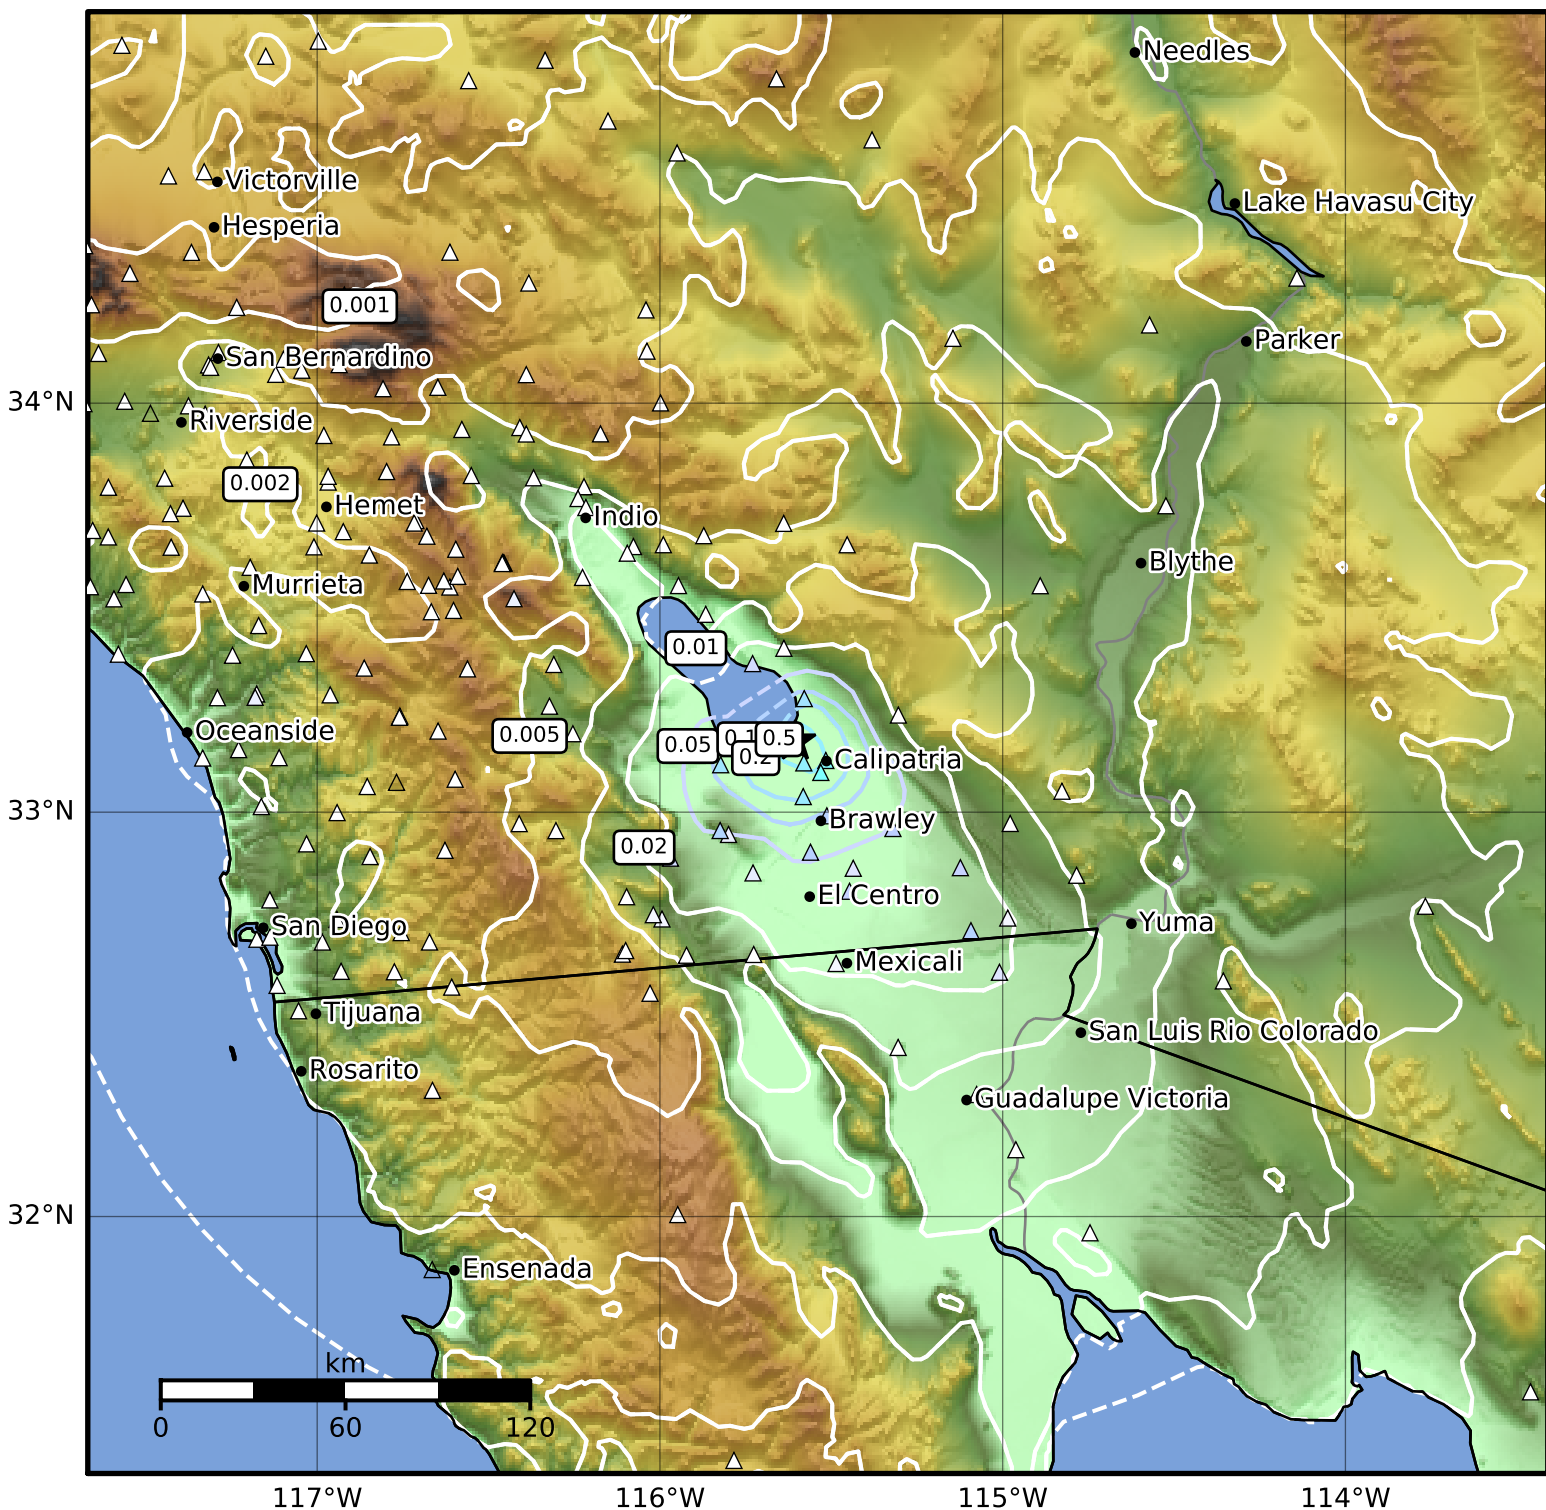 Needles
Victorville
Lake Havasu City
Hesperia
0.001
Parker
San Bernardino
34°N
Riverside
0.002
Hemet
Indio
Blythe
Murrieta
0.01
Oceanside
0.005
0.05
0.5
0.2
Calipatria
33°N
Brawley
0.02
El Centro
San Diego
Yuma
Mexicali
Tijuana
San Luis Rio Colorado
Rosarito
Guadalupe Victoria
32°N
Ensenada
km
0
60
120
117°W
116°W
115°W
114°W